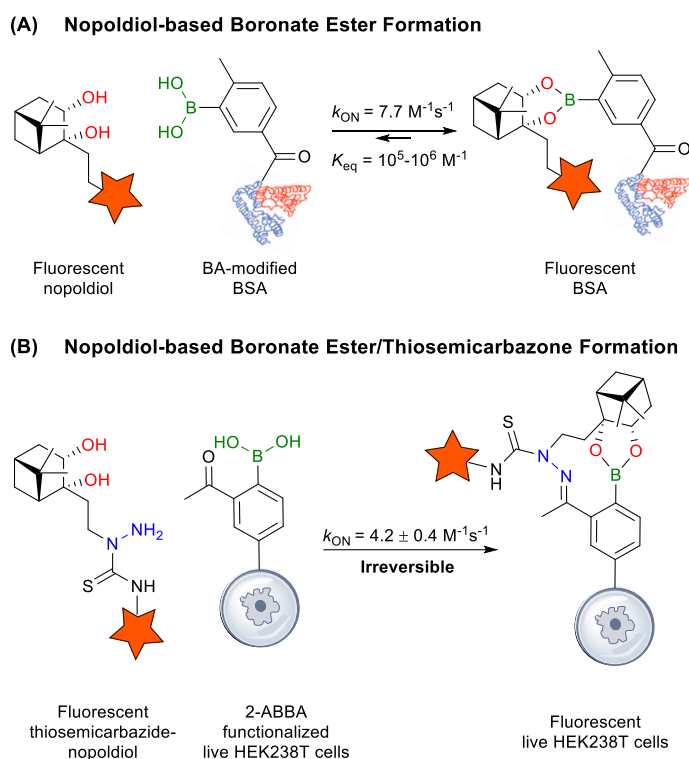 (A) Nopoldiol-based Boronate Ester Formation
OH
OH
HO
B
HO
O
kON = 7.7 M⁻¹s⁻¹
Keq = 10⁵-10⁶ M⁻¹
O
B
O
O
Fluorescent
nopoldiol
BA-modified
BSA
Fluorescent
BSA
(B) Nopoldiol-based Boronate Ester/Thiosemicarbazone Formation
OH
OH
N
NH₂
S
NH
HO
OH
B
O
kON = 4.2 ± 0.4 M⁻¹s⁻¹
Irreversible
S
N
H
N
N
O
O
B
Fluorescent
thiosemicarbazide-
nopoldiol
2-ABBA
functionalized
live HEK238T cells
Fluorescent
live HEK238T cells